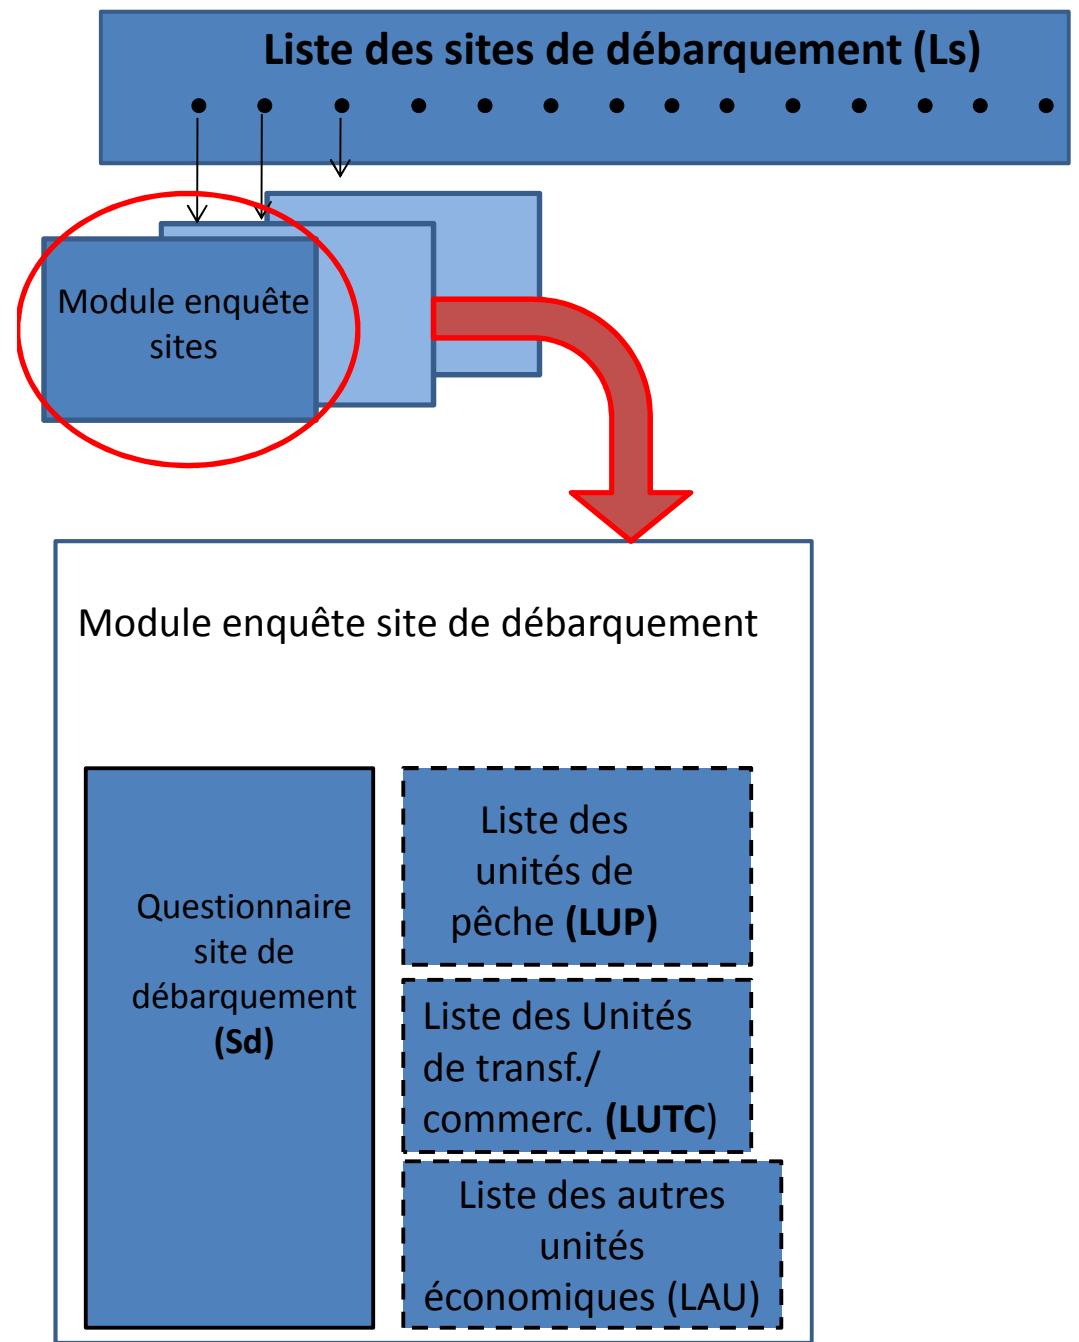 Liste des sites de débarquement (Ls)
Module enquête
sites
Module enquête site de débarquement
Questionnaire
site de
débarquement
(Sd)
Liste des
unités de
pêche (LUP)
Liste des Unités
de transf./
commerc. (LUTC)
Liste des autres
unités
économiques (LAU)